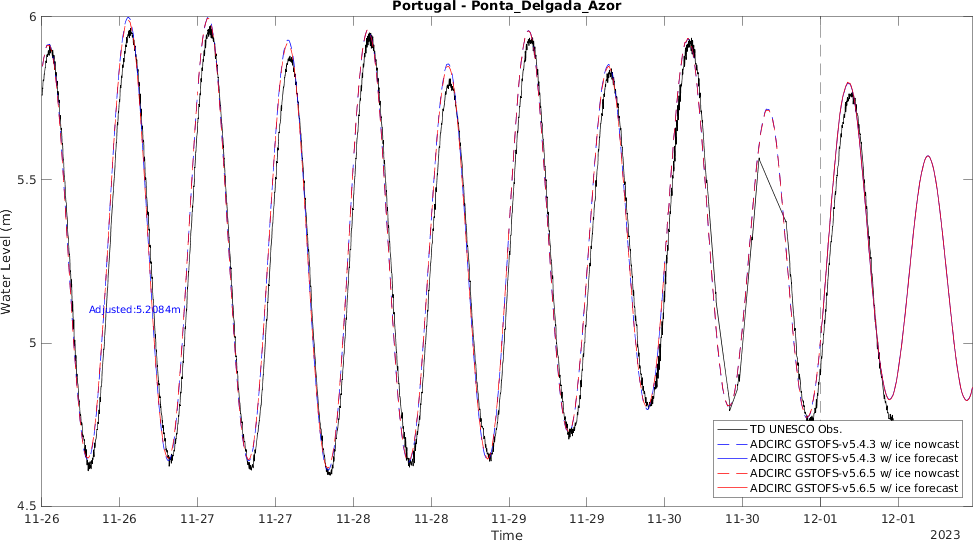 Portugal - Ponta_Delgada_Azor
6
5.5
5
4.5
Water Level (m)
Adjusted:5.2084m
TD UNESCO Obs.
ADCIRC GSTOFS-v5.4.3 w/ ice nowcast
ADCIRC GSTOFS-v5.4.3 w/ ice forecast
ADCIRC GSTOFS-v5.6.5 w/ ice nowcast
ADCIRC GSTOFS-v5.6.5 w/ ice forecast
11-26 11-26 11-27 11-27 11-28 11-28 11-29 11-29 11-30 11-30 12-01 12-01
Time
2023